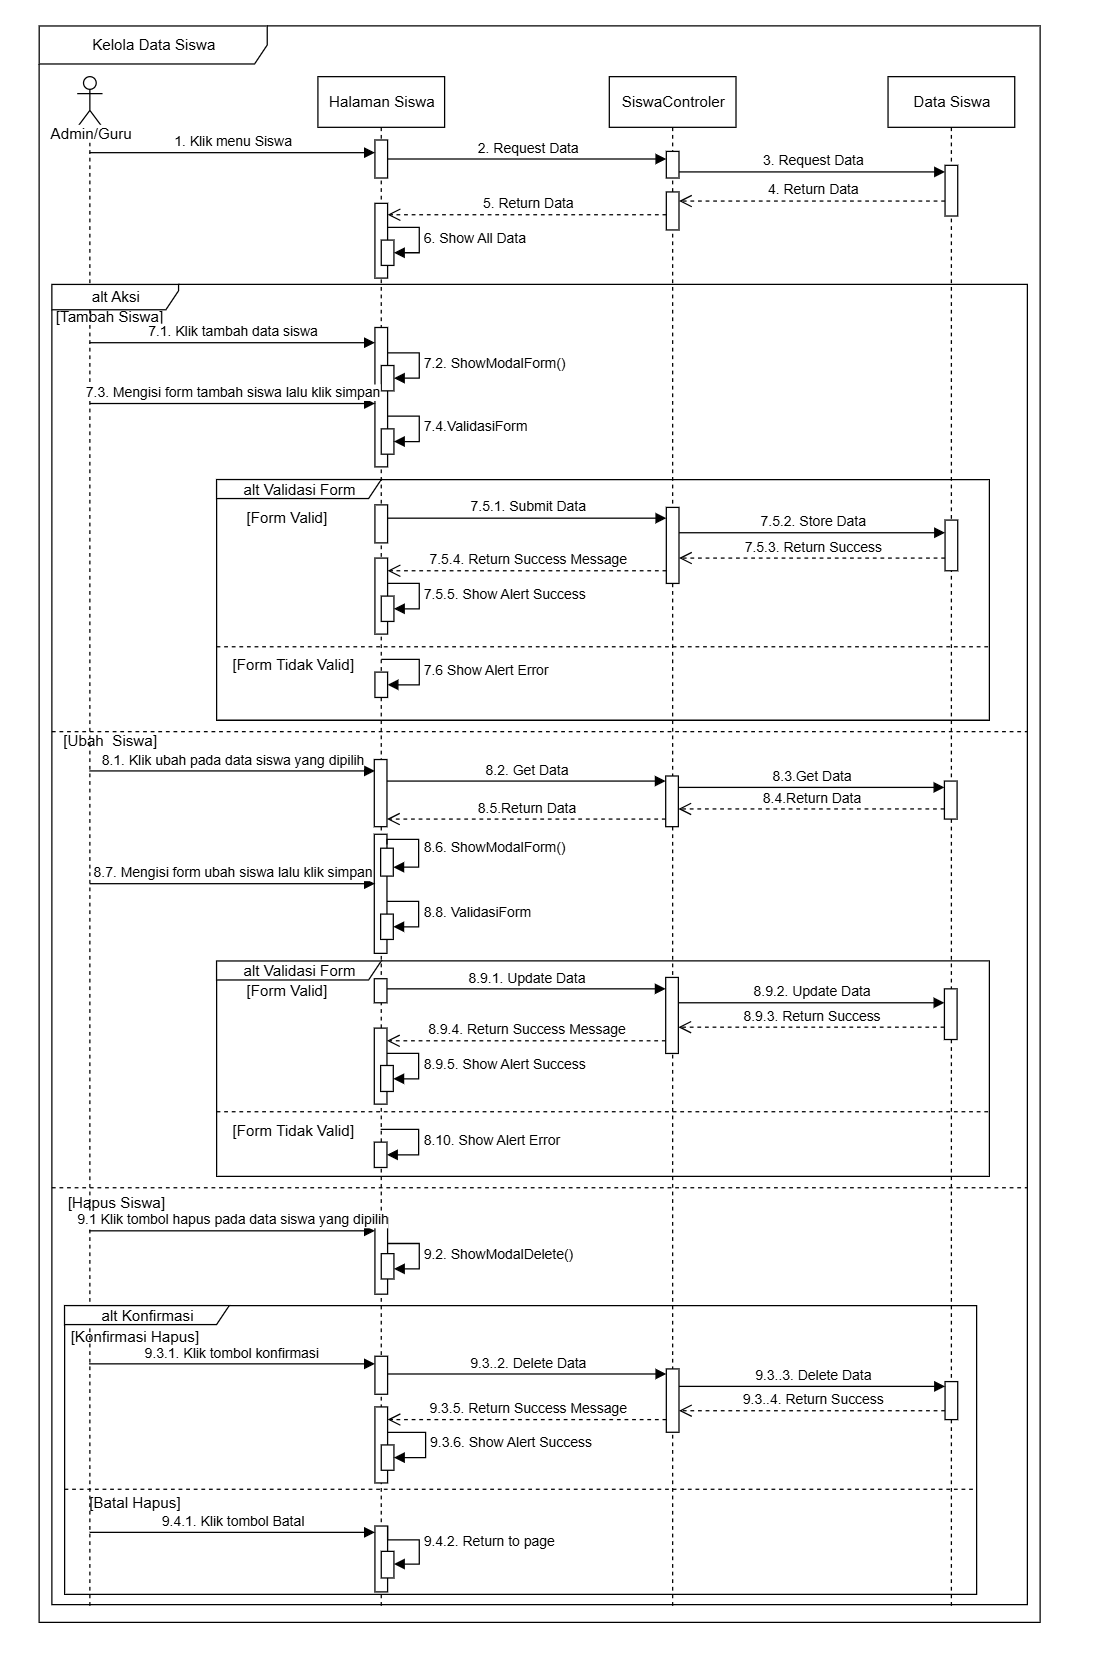 Kelola Data Siswa
Admin/Guru
Halaman Siswa
SiswaControler
Data Siswa
1. Klik menu Siswa
2. Request Data
3. Request Data
4. Return Data
5. Return Data
6. Show All Data
alt Aksi
[Tambah Siswa]
7.1. Klik tambah data siswa
7.2. ShowModalForm()
7.3. Mengisi form tambah siswa lalu klik simpan
7.4.ValidasiForm
alt Validasi Form
[Form Valid]
7.5.1. Submit Data
7.5.2. Store Data
7.5.3. Return Success
7.5.4. Return Success Message
7.5.5. Show Alert Success
[Form Tidak Valid]
7.6 Show Alert Error
[Ubah  Siswa]
8.1. Klik ubah pada data siswa yang dipilih
8.2. Get Data
8.3.Get Data
8.4.Return Data
8.5.Return Data
8.6. ShowModalForm()
8.7. Mengisi form ubah siswa lalu klik simpan
8.8. ValidasiForm
alt Validasi Form
[Form Valid]
8.9.1. Update Data
8.9.2. Update Data
8.9.3. Return Success
8.9.4. Return Success Message
8.9.5. Show Alert Success
[Form Tidak Valid]
8.10. Show Alert Error
[Hapus Siswa]
9.1 Klik tombol hapus pada data siswa yang dipilih
9.2. ShowModalDelete()
alt Konfirmasi
[Konfirmasi Hapus]
9.3.1. Klik tombol konfirmasi
9.3..2. Delete Data
9.3..3. Delete Data
9.3..4. Return Success
9.3.5. Return Success Message
9.3.6. Show Alert Success
[Batal Hapus]
9.4.1. Klik tombol Batal
9.4.2. Return to page